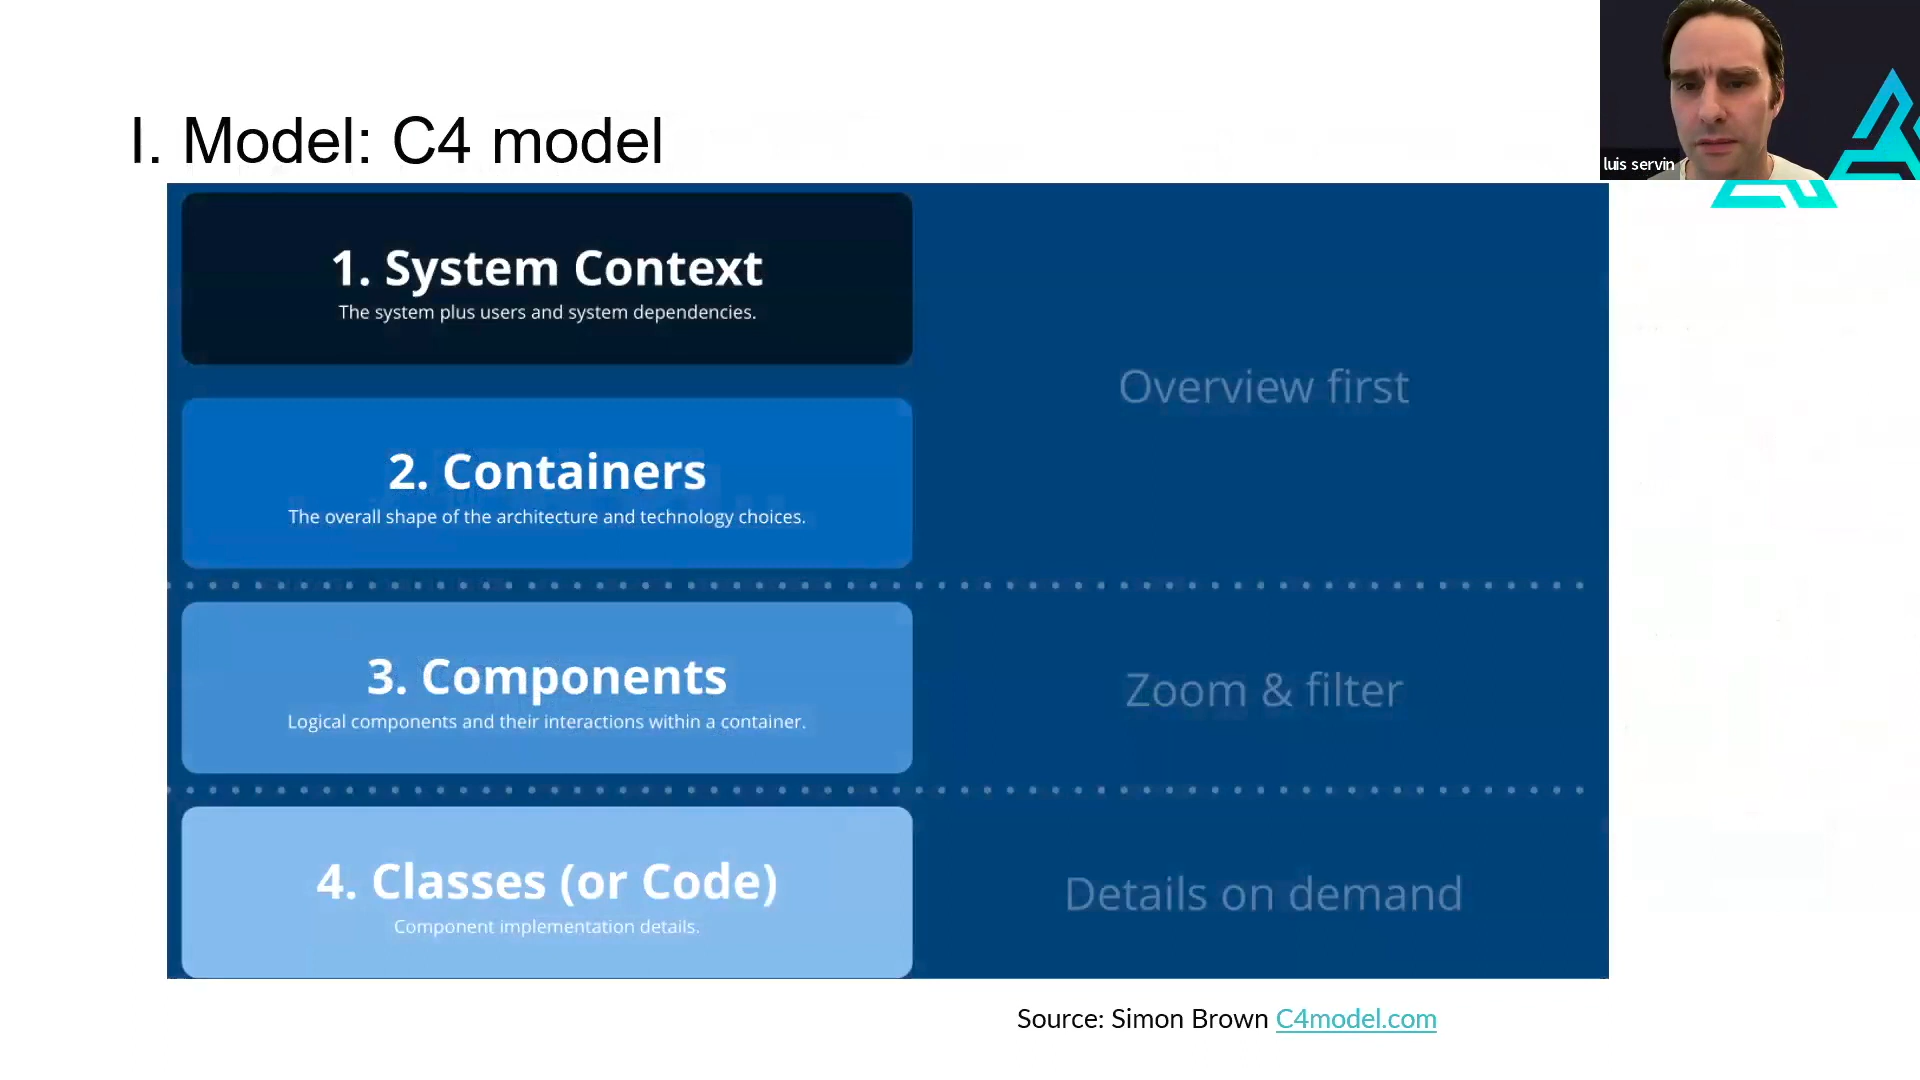 I. Model: C4 model
luis servin
1. System Context
The system plus users and system dependencies.
Overview first
2. Containers
The overall shape of the architecture and technology choices.
3. Components
Logical components and their interactions within a container.
Zoom & filter
4. Classes (or Code)
Component implementation details.
Details on demand
Source: Simon Brown C4model.com